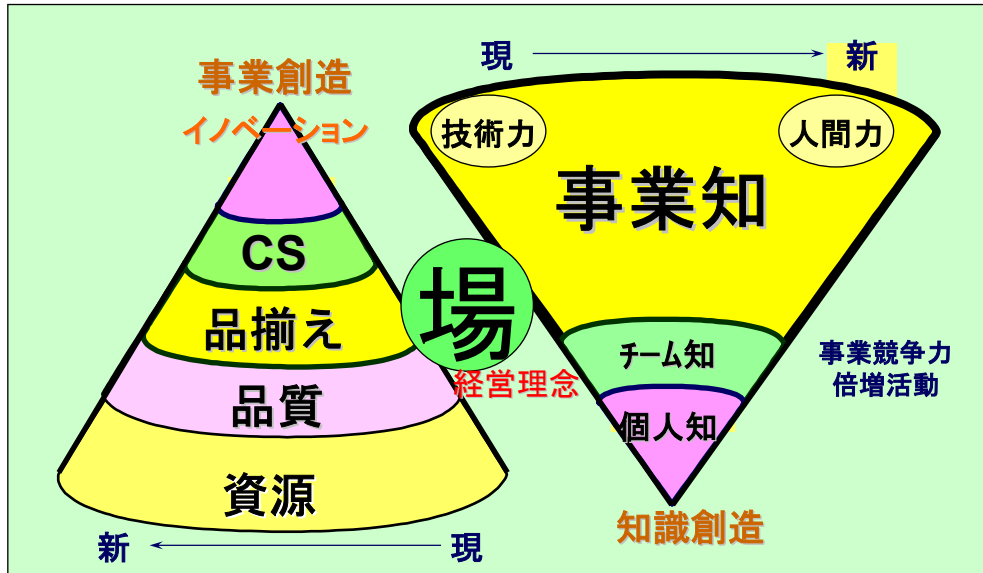 事業創造
イノベーション
CS
品揃え
品質
資源
新
現
場
経営理念
現
新
技術力
人間力
事業知
チーム知
個人知
知識創造
事業競争力
倍増活動